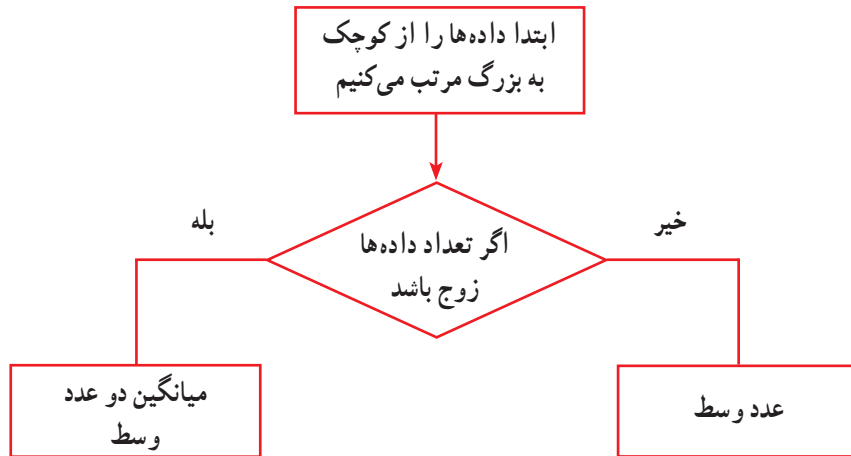 ابتدا داده‌ها را از کوچک
به بزرگ مرتب می‌کنیم
خیر
بله
اگر تعداد داده‌ها
زوج باشد
عدد وسط
میانگین دو عدد
وسط